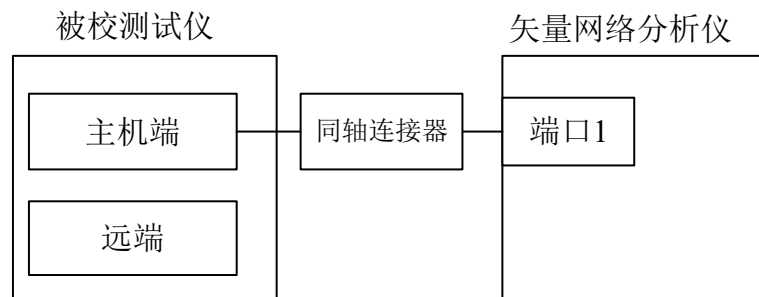 被校测试仪
矢量网络分析仪
主机端
同轴连接器
端口1
远端